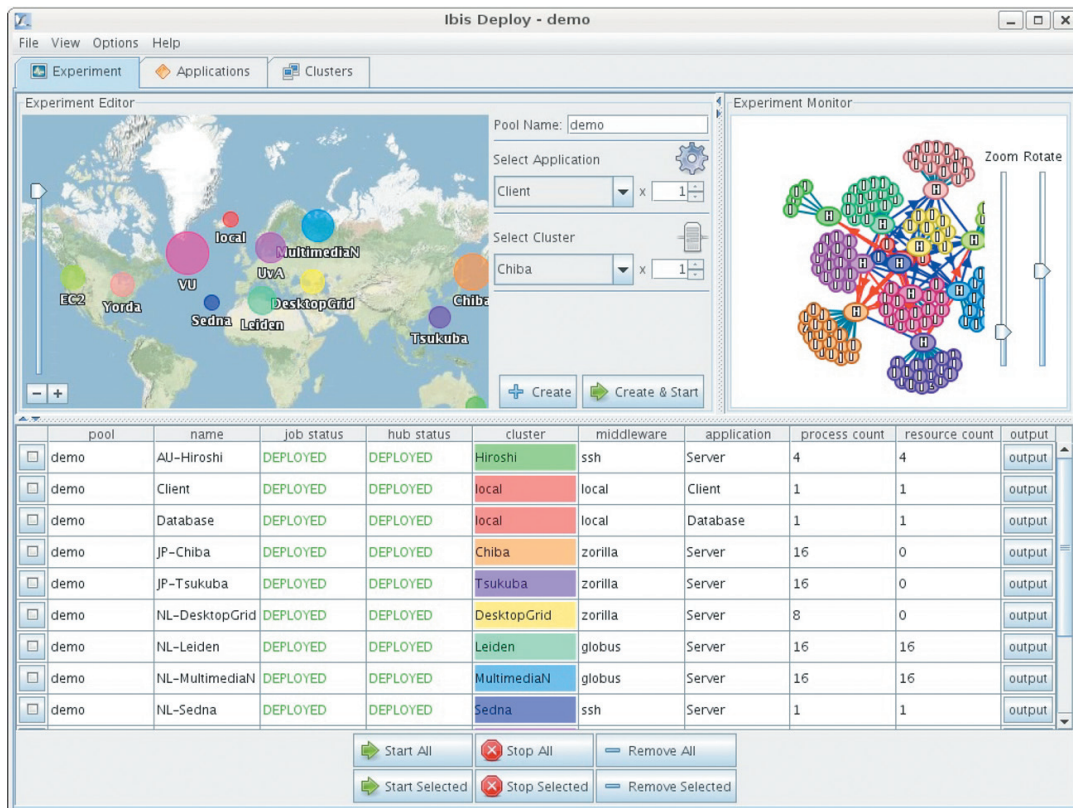 Ibis Deploy - demo
File View Options Help
Experiment Applications Clusters
Experiment Editor
Pool Name: demo
Select Application
Client x 1
Select Cluster
Chiba x 1
Create Create & Start
local
MultimediaN
UvA
VU
EC2
Yorda
Sedna
Leiden
DesktopGrid
Chiba
Tsukuba
Experiment Monitor
Zoom Rotate
pool name job status hub status cluster middleware application process count resource count output
demo AU-Hiroshi DEPLOYED DEPLOYED Hiroshi ssh Server 4 4 output
demo Client DEPLOYED DEPLOYED local local Client 1 1 output
demo Database DEPLOYED DEPLOYED local local Database 1 1 output
demo JP-Chiba DEPLOYED DEPLOYED Chiba zorilla Server 16 0 output
demo JP-Tsukuba DEPLOYED DEPLOYED Tsukuba zorilla Server 16 0 output
demo NL-DesktopGrid DEPLOYED DEPLOYED DesktopGrid zorilla Server 8 0 output
demo NL-Leiden DEPLOYED DEPLOYED Leiden globus Server 16 16 output
demo NL-MultimediaN DEPLOYED DEPLOYED MultimediaN globus Server 16 16 output
demo NL-Sedna DEPLOYED DEPLOYED Sedna ssh Server 1 1 output
Start All Stop All Remove All
Start Selected Stop Selected Remove Selected